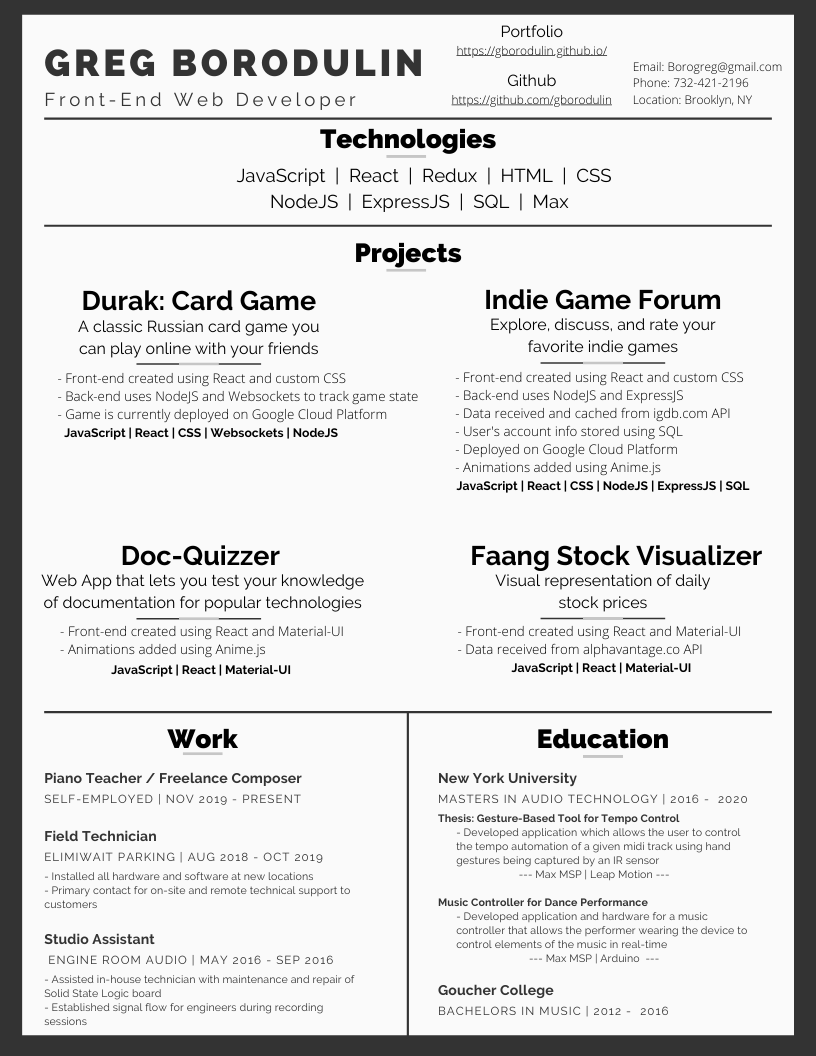 GREG BORODULIN
Front-End Web Developer
Portfolio
https://gborodulin.github.io/
Github
https://github.com/gborodulin
Email: Borogreg@gmail.com
Phone: 732-421-2196
Location: Brooklyn, NY
Technologies
JavaScript | React | Redux | HTML | CSS
NodeJS | ExpressJS | SQL | Max
Projects
Durak: Card Game
A classic Russian card game you
can play online with your friends
- Front-end created using React and custom CSS
- Back-end uses NodeJS and Websockets to track game state
- Game is currently deployed on Google Cloud Platform
JavaScript | React | CSS | Websockets | NodeJS
Indie Game Forum
Explore, discuss, and rate your
favorite indie games
- Front-end created using React and custom CSS
- Back-end uses NodeJS and ExpressJS
- Data received and cached from igdb.com API
- User's account info stored using SQL
- Deployed on Google Cloud Platform
- Animations added using Anime.js
JavaScript | React | CSS | NodeJS | ExpressJS | SQL
Doc-Quizzer
Web App that lets you test your knowledge
of documentation for popular technologies
- Front-end created using React and Material-UI
- Animations added using Anime.js
JavaScript | React | Material-UI
Faang Stock Visualizer
Visual representation of daily
stock prices
- Front-end created using React and Material-UI
- Data received from alphavantage.co API
JavaScript | React | Material-UI
Work
Piano Teacher / Freelance Composer
SELF-EMPLOYED | NOV 2019 - PRESENT
Field Technician
ELIMIWAIT PARKING | AUG 2018 - OCT 2019
- Installed all hardware and software at new locations
- Primary contact for on-site and remote technical support to
customers
Studio Assistant
ENGINE ROOM AUDIO | MAY 2016 - SEP 2016
- Assisted in-house technician with maintenance and repair of
Solid State Logic board
- Established signal flow for engineers during recording
sessions
Education
New York University
MASTERS IN AUDIO TECHNOLOGY | 2016 - 2020
Thesis: Gesture-Based Tool for Tempo Control
- Developed application which allows the user to control
the tempo automation of a given midi track using hand
gestures being captured by an IR sensor
--- Max MSP | Leap Motion ---
Music Controller for Dance Performance
- Developed application and hardware for a music
controller that allows the performer wearing the device to
control elements of the music in real-time
--- Max MSP | Arduino ---
Goucher College
BACHELORS IN MUSIC | 2012 - 2016